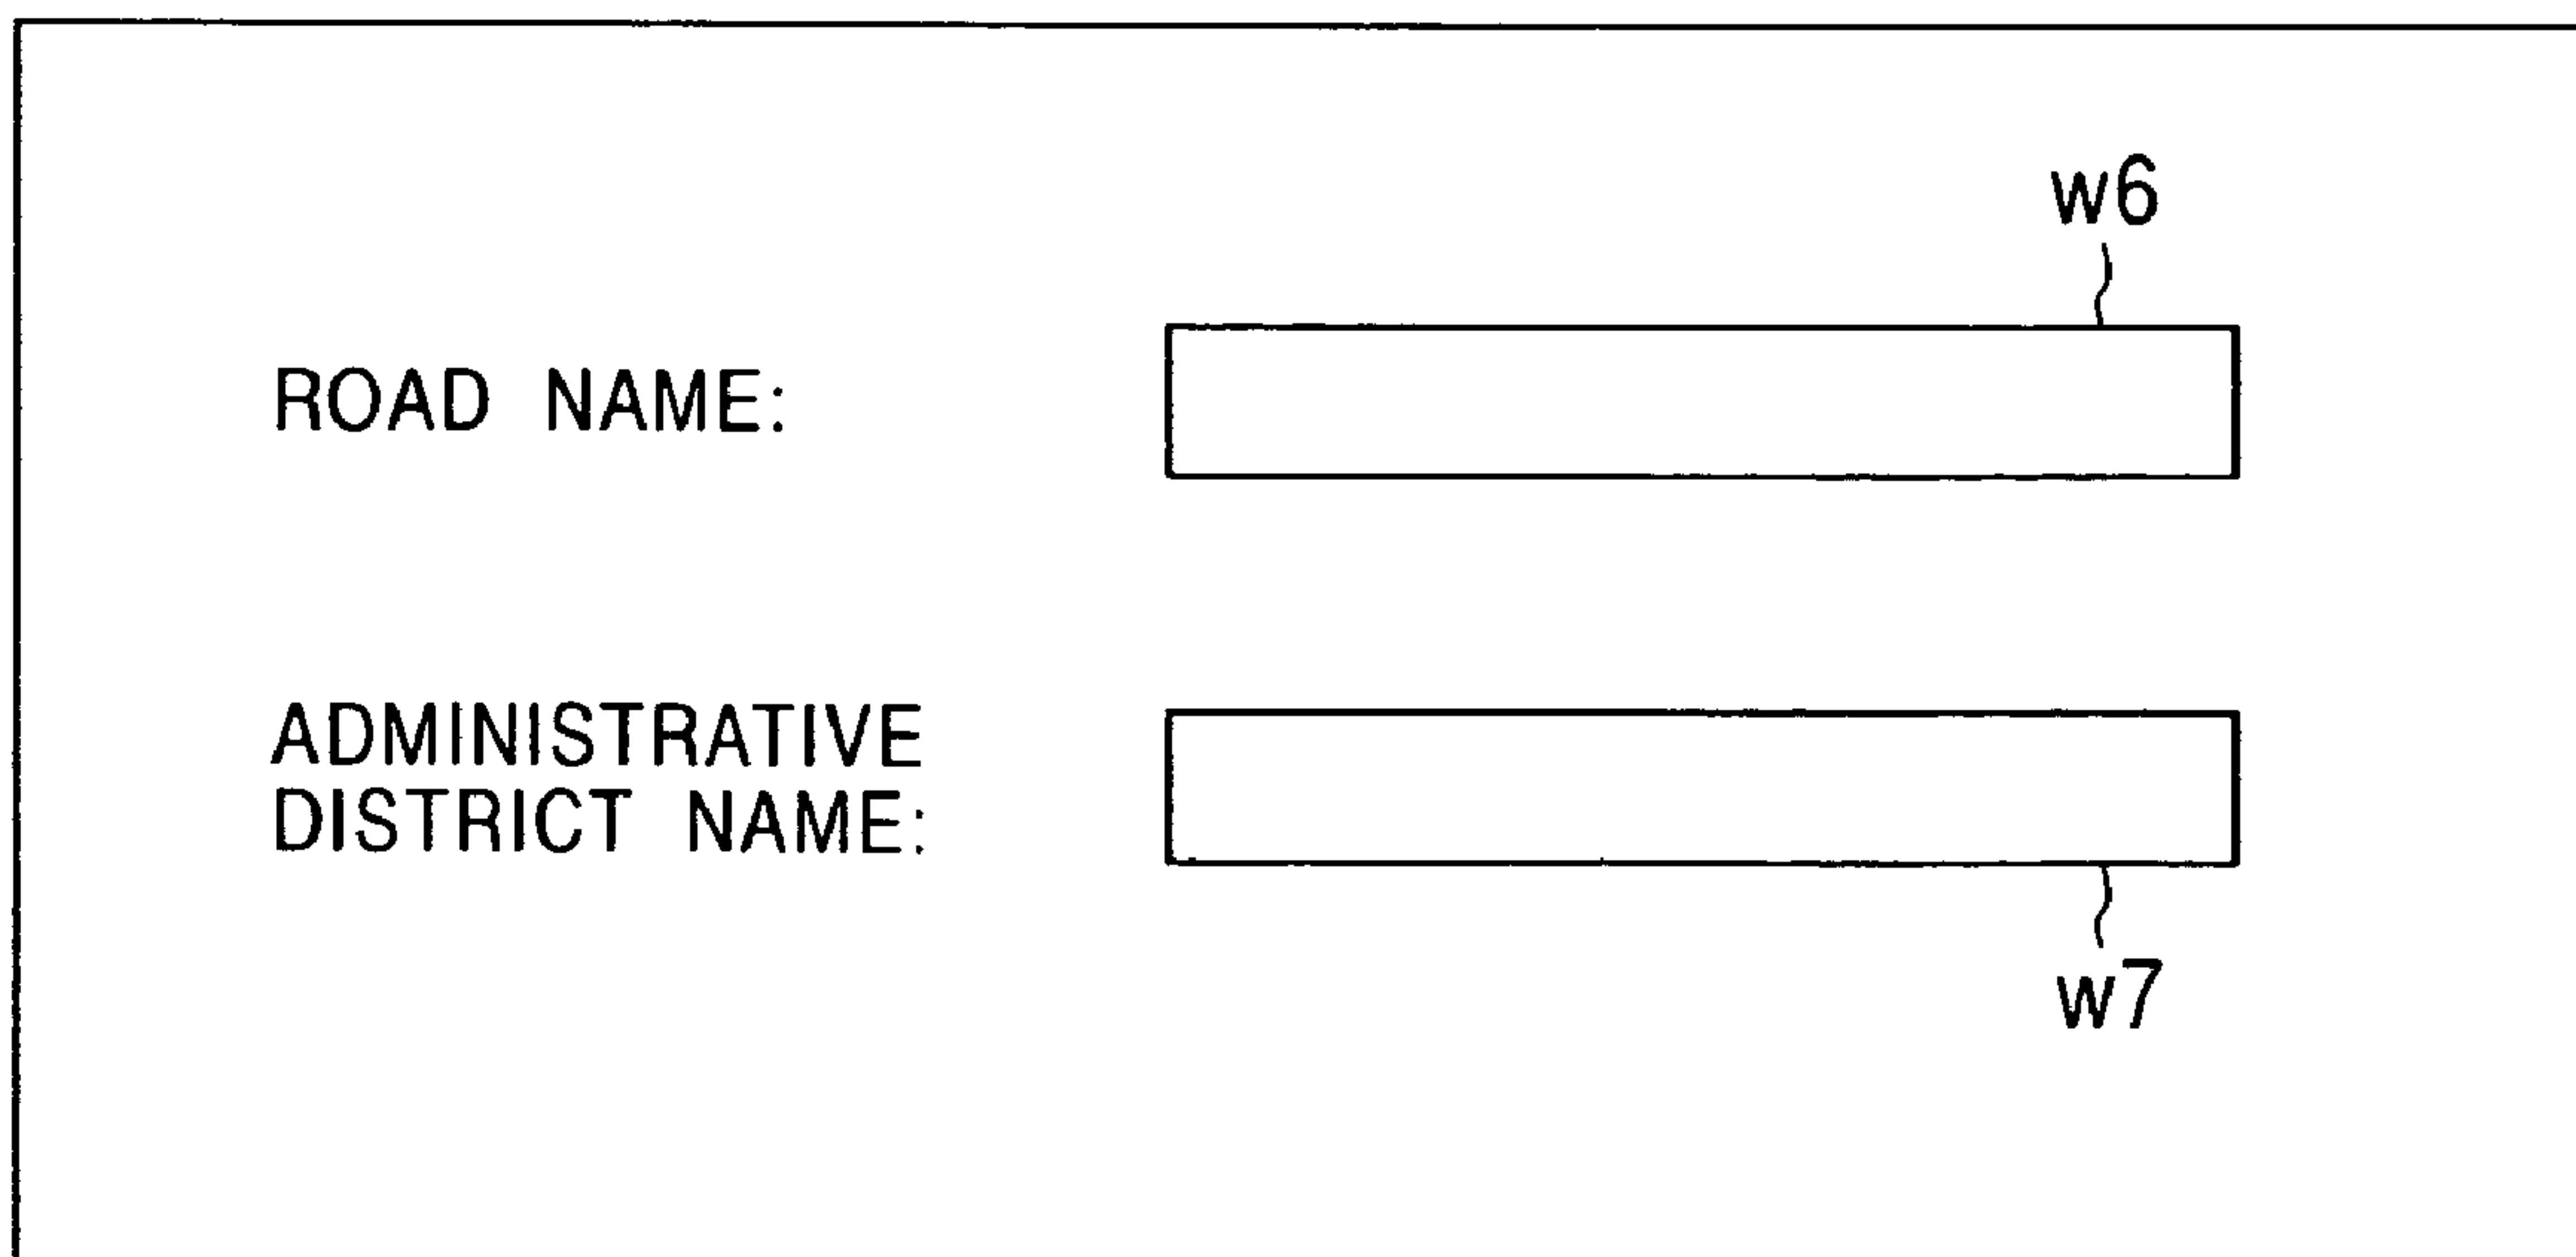 w6
ROAD NAME:
ADMINISTRATIVE
DISTRICT NAME:
w7